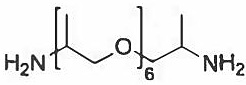 H₂N [ O ]₆ NH₂